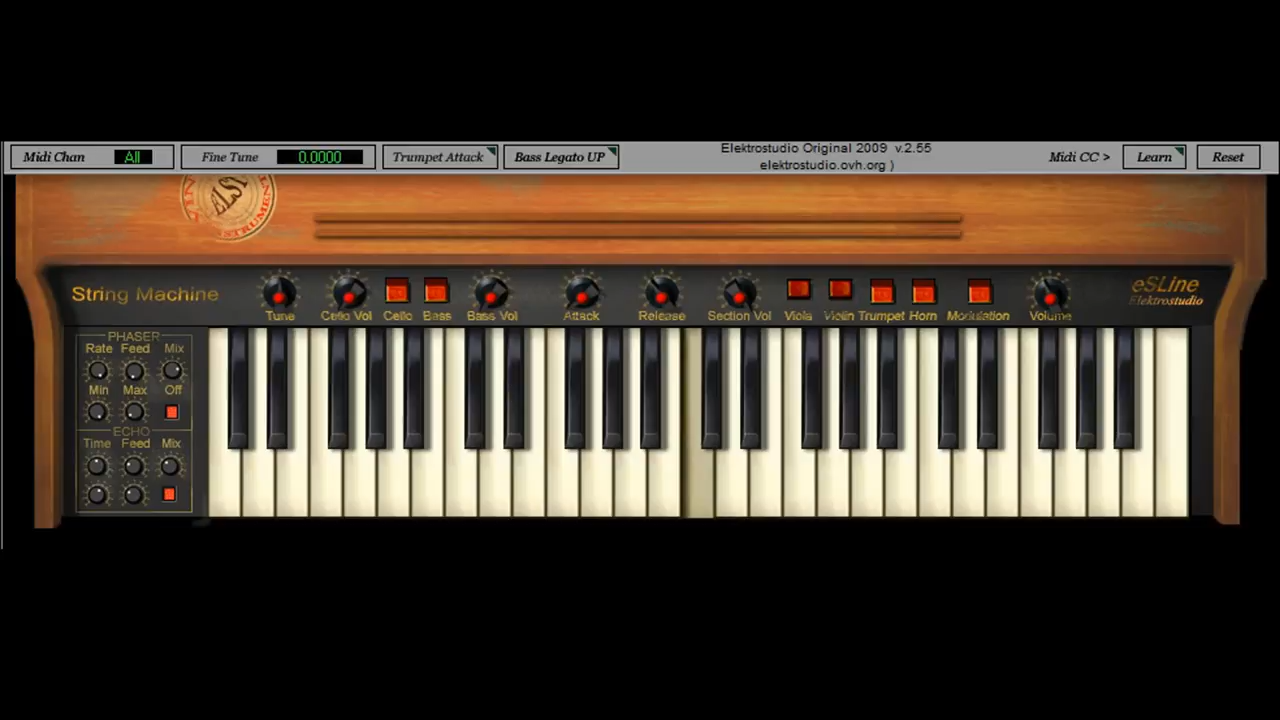 Midi Chan All Fine Tune 0.0000 Trumpet Attack Bass Legato UP Elektrostudio Original 2009 v.2.55 Midi CC > Learn Reset
elektrostudio.ovh.org )
String Machine eSLine
Elektrostudio
Tune Cello Vol Cello Bass Bass Vol Attack Release Section Vol Viola Violin Trumpet Horn Modulation Volume
PHASER
Rate Feed Mix
Min Max Off
ECHO
Time Feed Mix